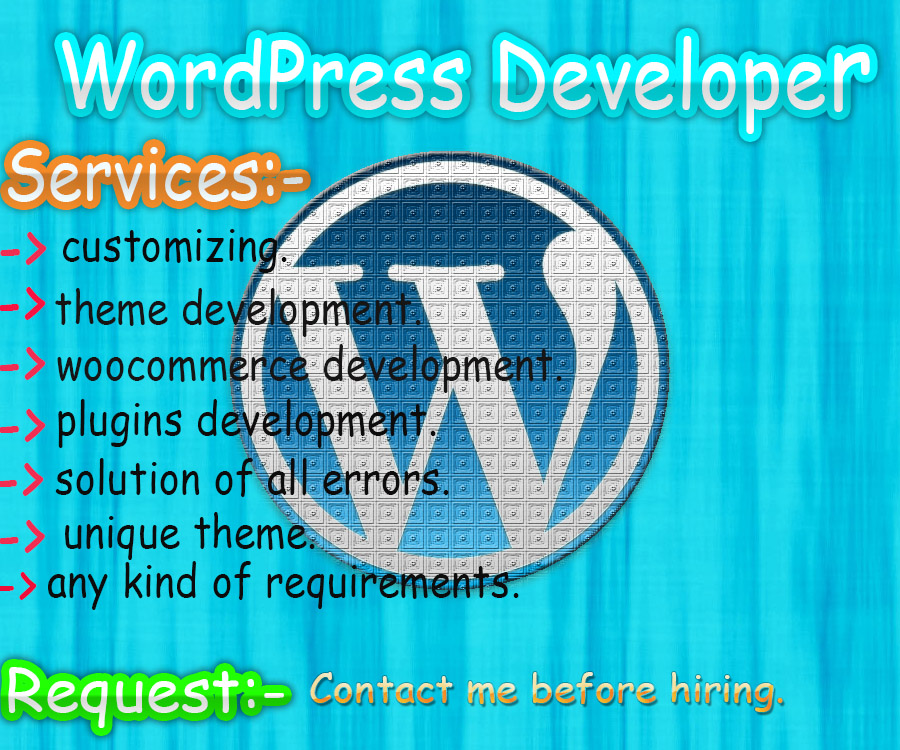 WordPress Developer
Services:-
-> customizing.
-> theme development.
-> woocommerce development.
-> plugins development.
-> solution of all errors.
-> unique theme.
-> any kind of requirements.
Request:- Contact me before hiring.